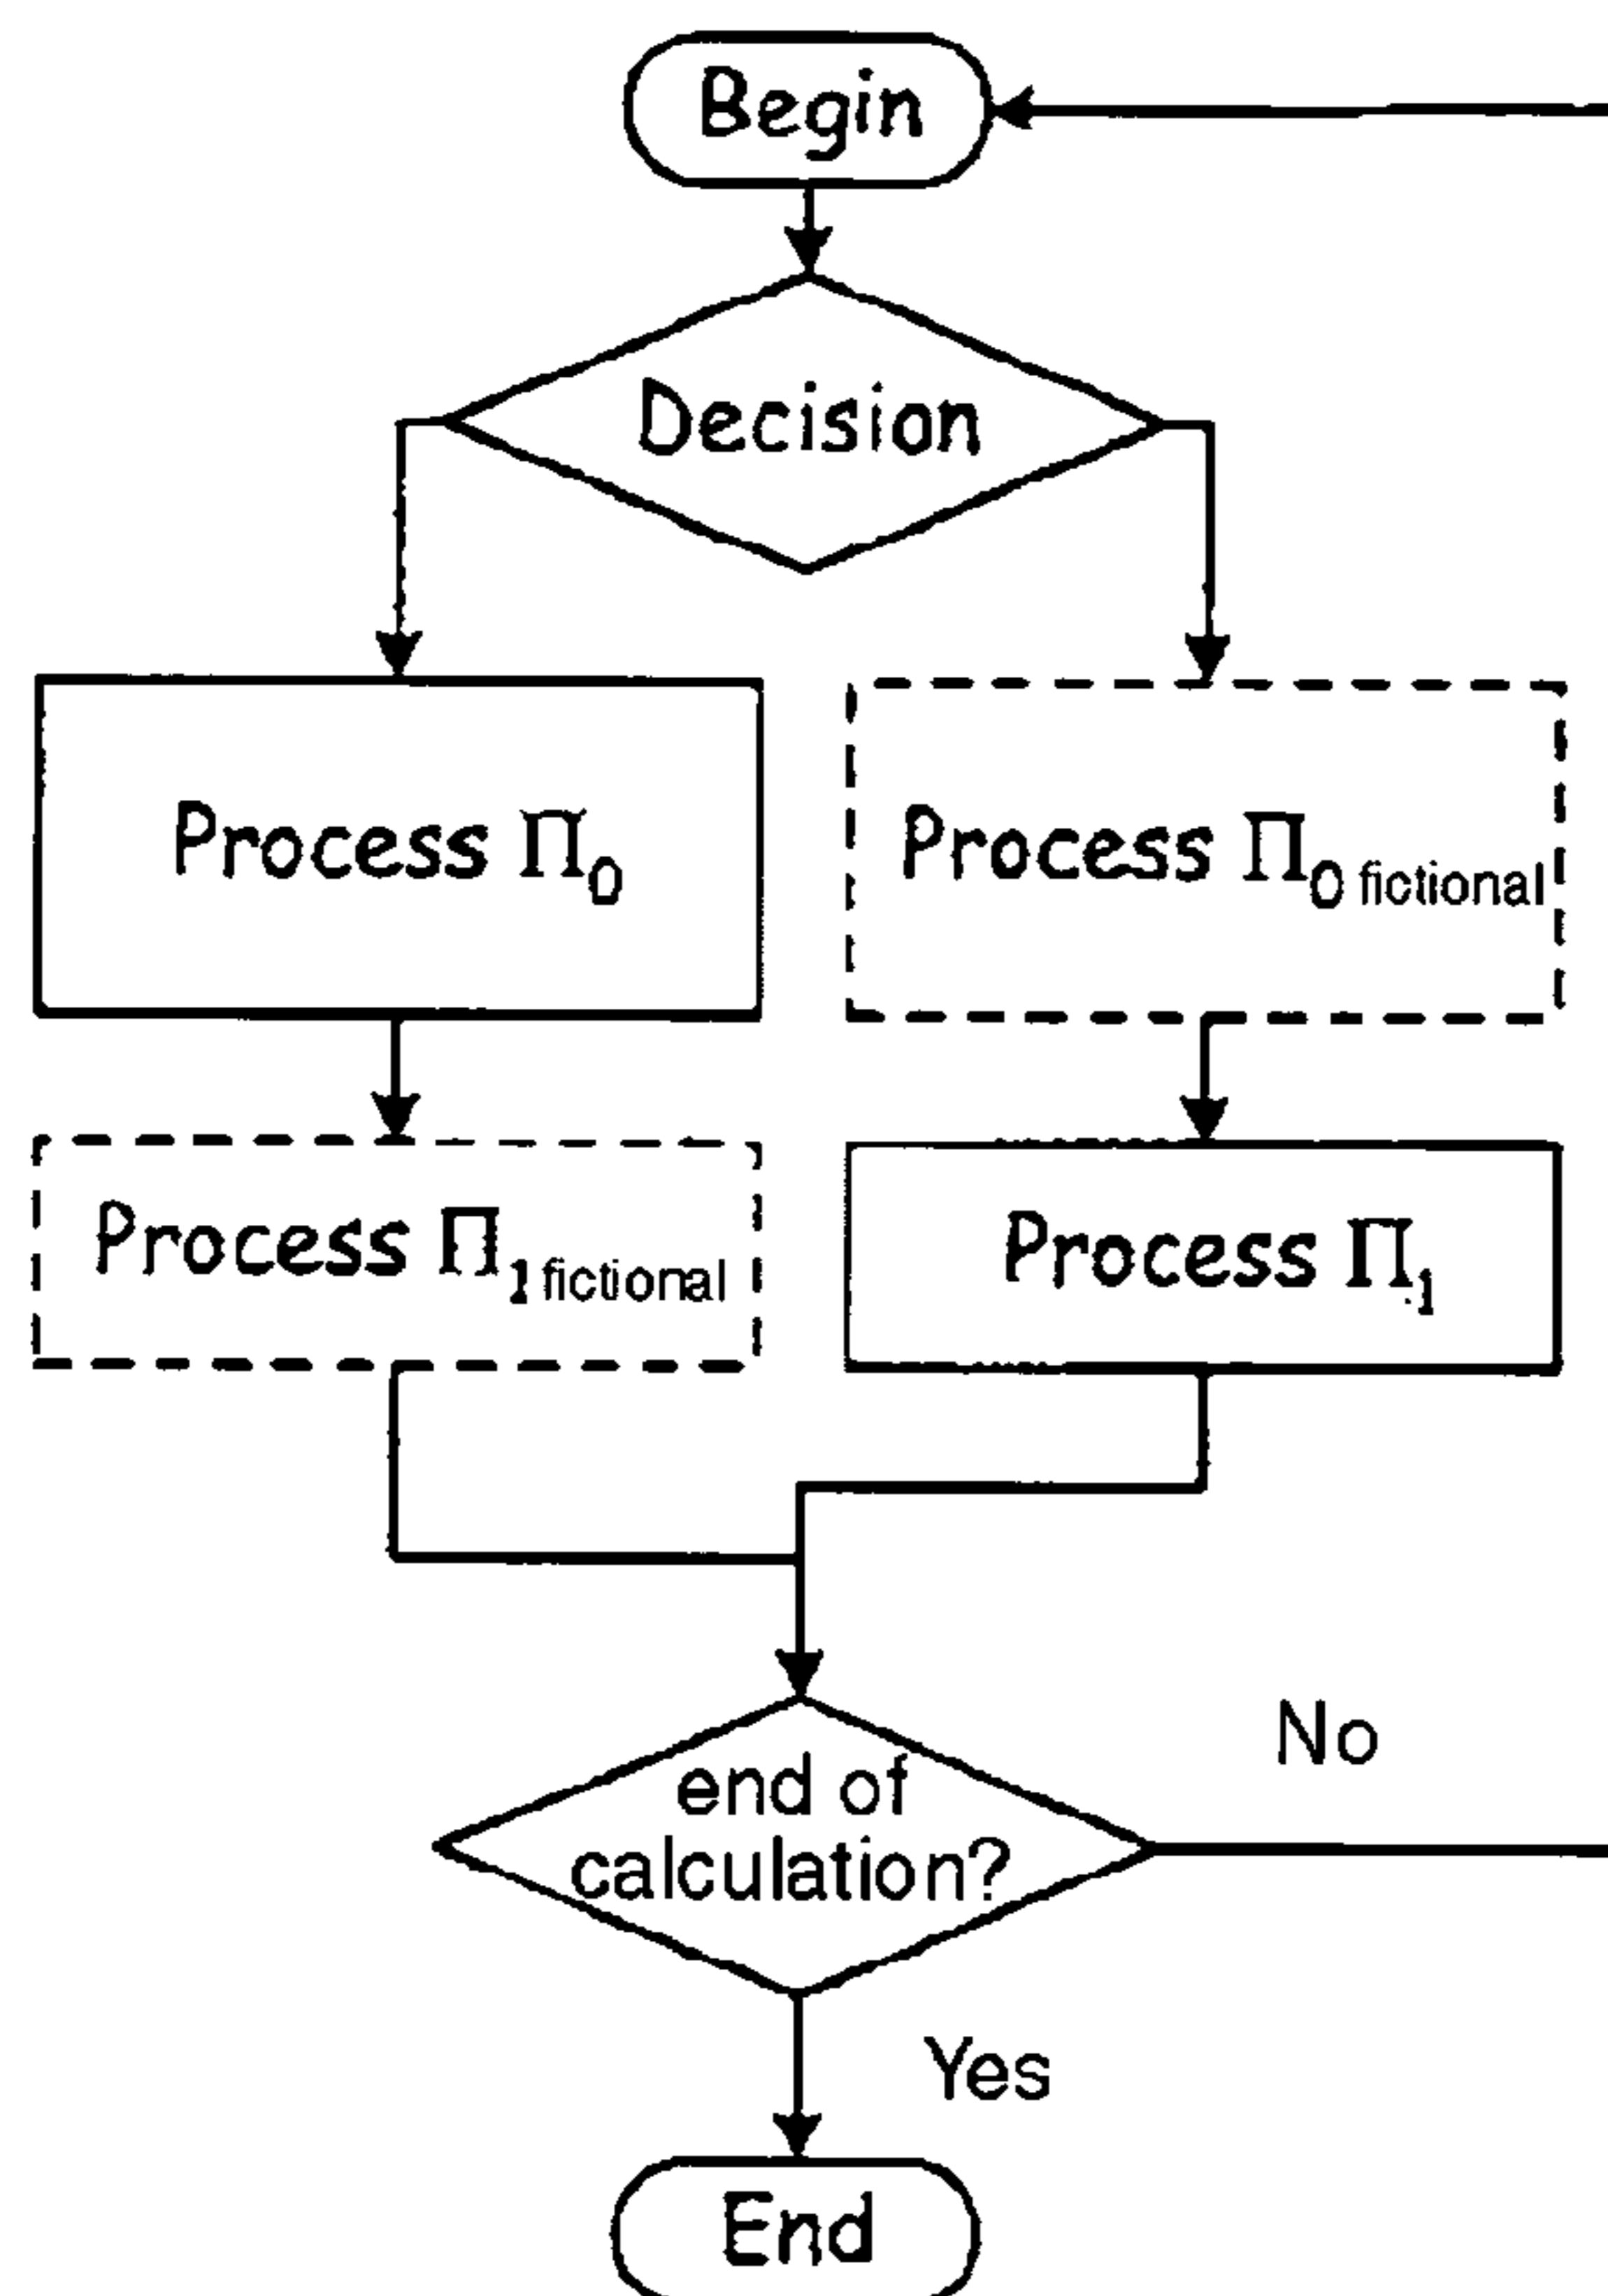 Begin
Decision
Process Π0
Process Π0 fictional
Process Π1 fictional
Process Π1
end of
calculation?
No
Yes
End